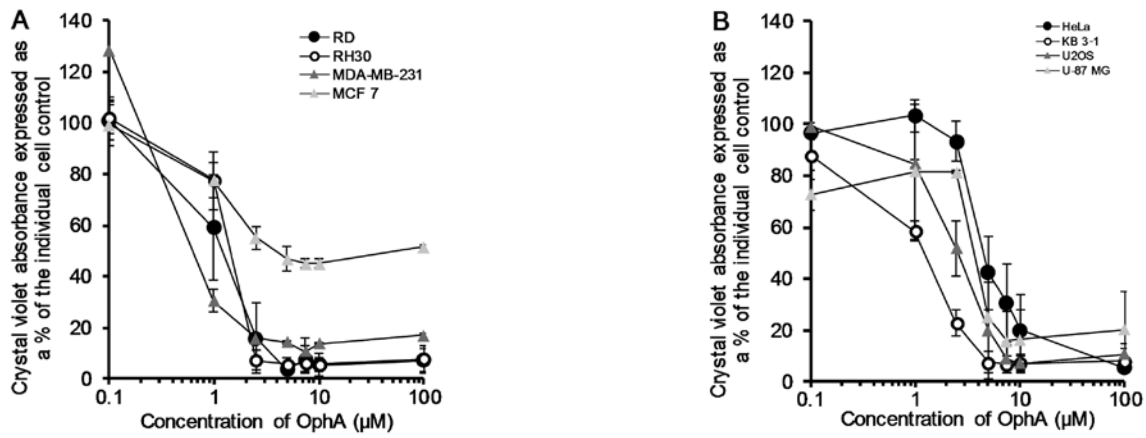 A
Crystal violet absorbance expressed as
a % of the individual cell control
140
120
100
80
60
40
20
0
RD
RH30
MDA-MB-231
MCF 7
0.1 1 10 100
Concentration of OphA (µM)
B
Crystal violet absorbance expressed as
a % of the individual cell control
140
120
100
80
60
40
20
0
HeLa
KB 3-1
U2OS
U-87 MG
0.1 1 10 100
Concentration of OphA (µM)